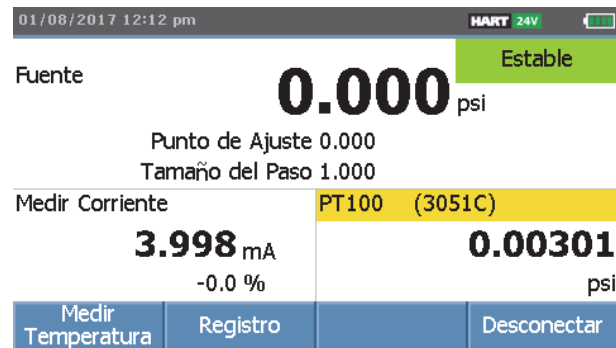 01/08/2017 12:12 pm HART 24V
Estable
Fuente 0.000 psi
Punto de Ajuste 0.000
Tamaño del Paso 1.000
Medir Corriente PT100 (3051C)
3.998 mA 0.00301
-0.0 % psi
Medir Temperatura Registro Desconectar